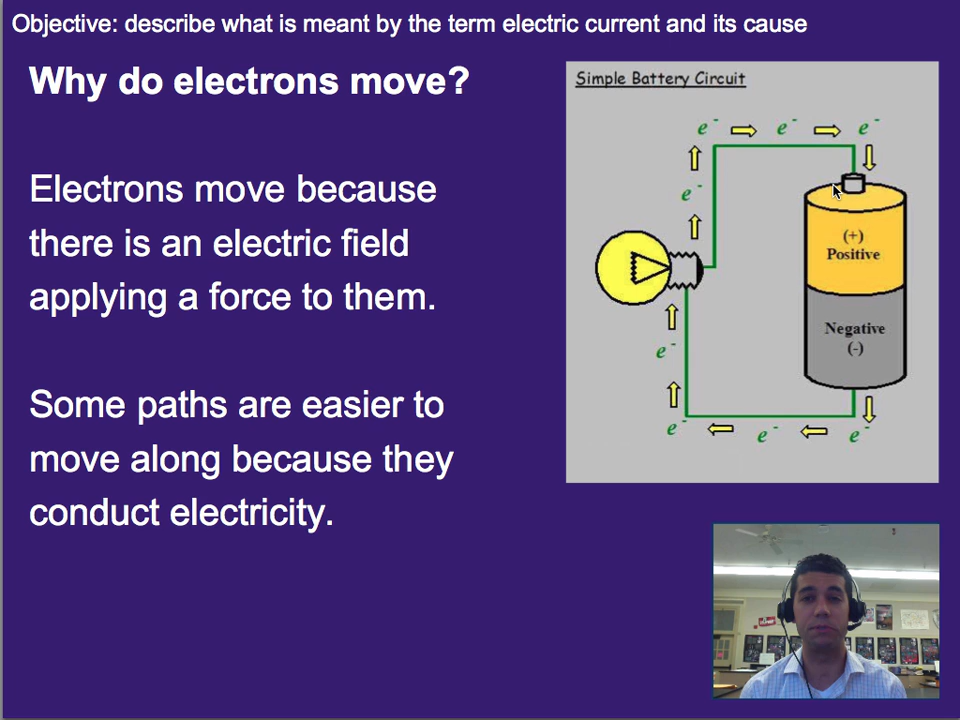 Objective: describe what is meant by the term electric current and its cause
Why do electrons move?
Electrons move because
there is an electric field
applying a force to them.
Some paths are easier to
move along because they
conduct electricity.
Simple Battery Circuit
e⁻ e⁻ e⁻
e⁻
(+)
Positive
Negative
(-)
e⁻
e⁻ e⁻ e⁻